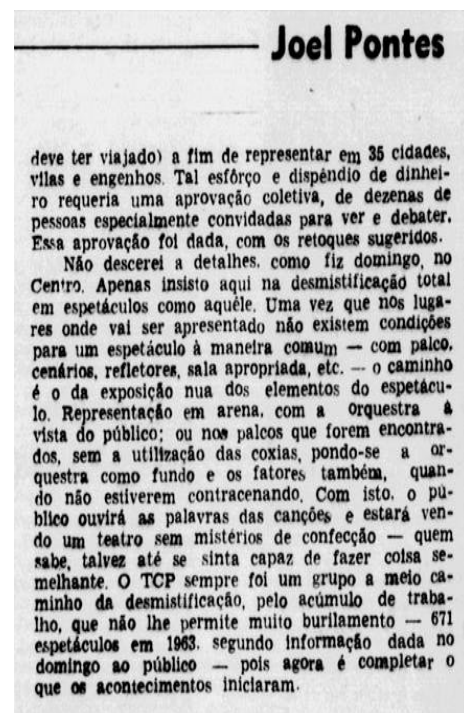 Joel Pontes
deve ter viajado) a fim de representar em 35 cidades,
vilas e engenhos. Tal esfôrço e dispêndio de dinhei-
ro requeria uma aprovação coletiva, de dezenas de
pessoas especialmente convidadas para ver e debater.
Essa aprovação foi dada, com os retoques sugeridos.
Não descerei a detalhes, como fiz domingo, no
Centro. Apenas insisto aqui na desmistificação total
em espetáculos como aquêle. Uma vez que nos luga-
res onde vai ser apresentado não existem condições
para um espetáculo à maneira comum — com palco,
cenários, refletores, sala apropriada, etc. — o caminho
é o da exposição nua dos elementos do espetácu-
lo. Representação em arena, com a orquestra à
vista do público; ou nos palcos que forem encontra-
dos, sem a utilização das coxias, pondo-se a or-
questra como fundo e os fatores também, quan-
do não estiverem contracenando. Com isto, o pú-
blico ouvirá as palavras das canções e estará ven-
do um teatro sem mistérios de confecção — quem
sabe, talvez até se sinta capaz de fazer coisa se-
melhante. O TCP sempre foi um grupo a meio ca-
minho da desmistificação, pelo acúmulo de traba-
lho, que não lhe permite muito burilamento — 671
espetáculos em 1963, segundo informação dada no
domingo ao público — pois agora é completar o
que os acontecimentos iniciaram.